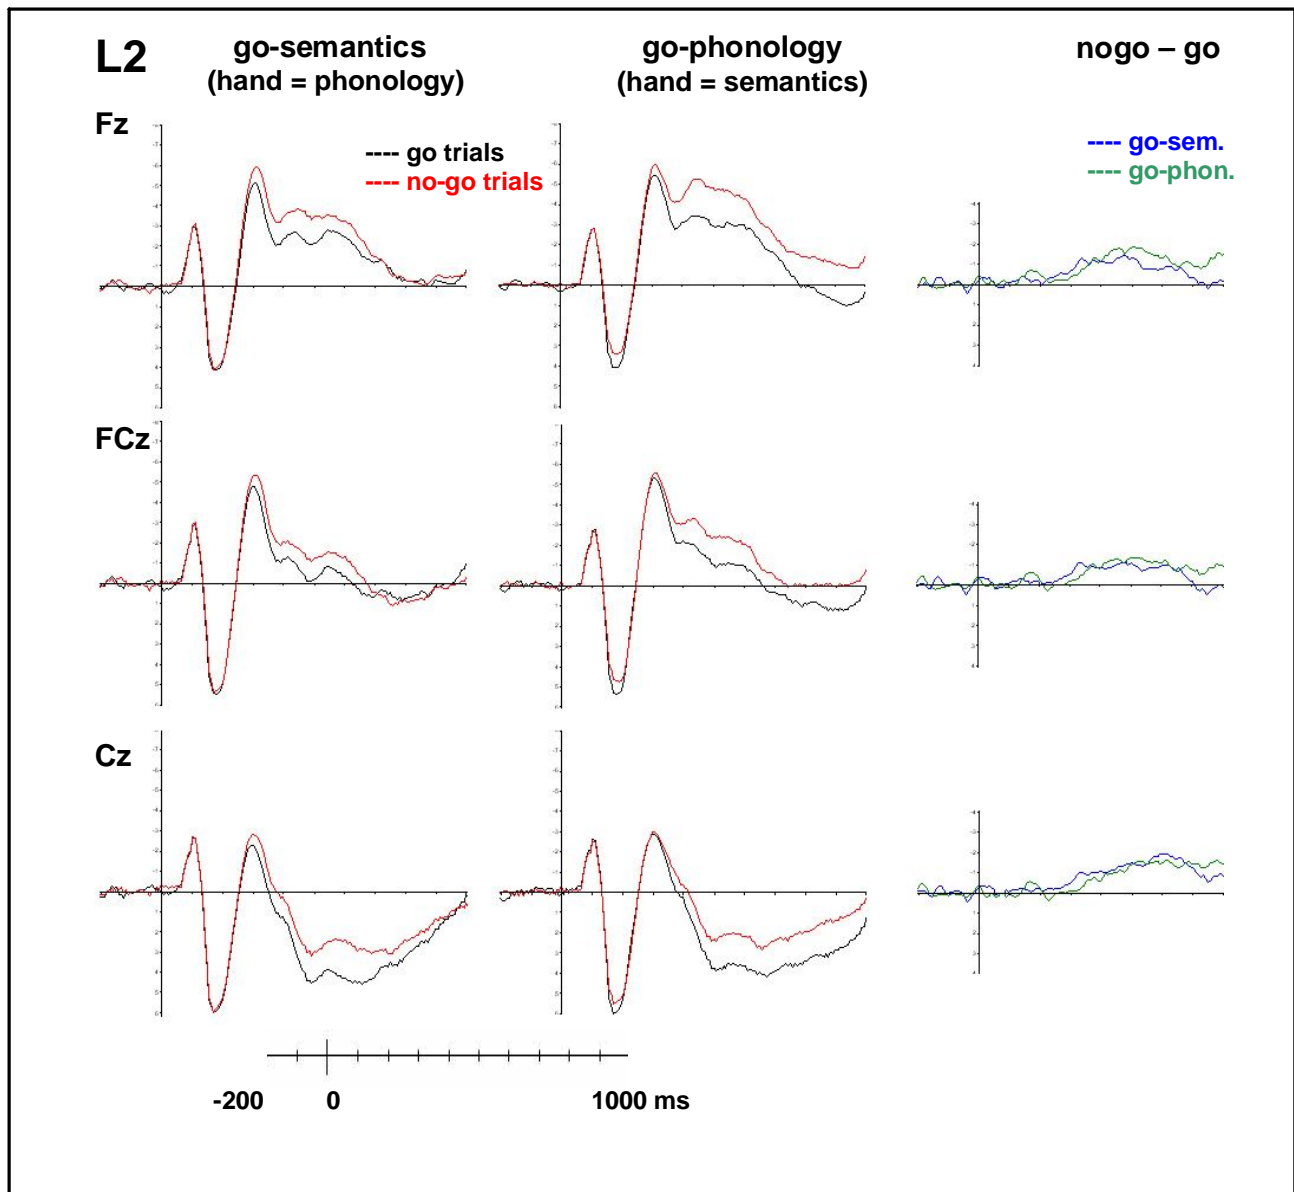 L2
go-semantics
(hand = phonology)
go-phonology
(hand = semantics)
nogo – go
Fz
---- go trials
---- no-go trials
---- go-sem.
---- go-phon.
FCz
Cz
-200 0 1000 ms